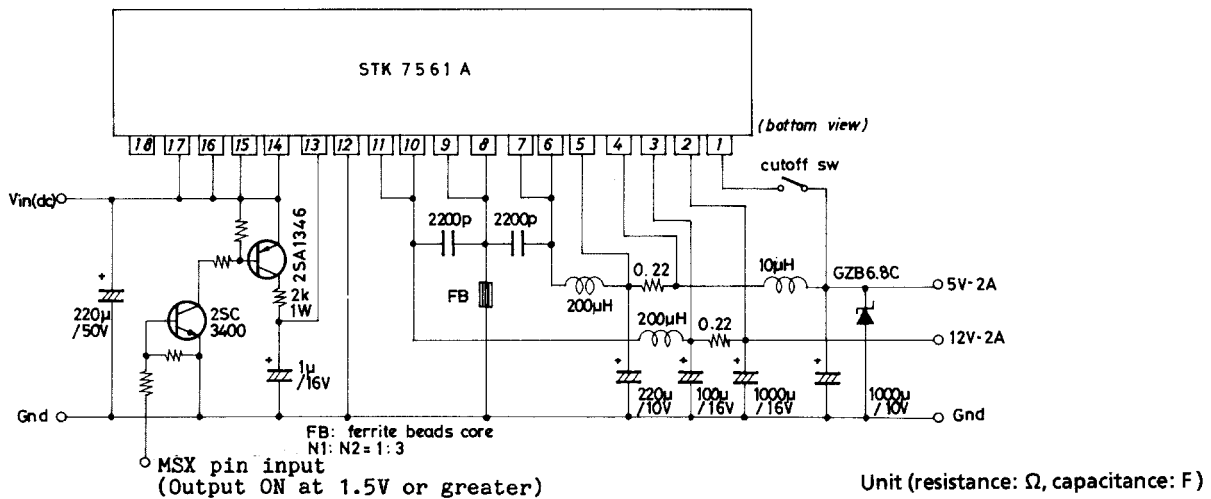 STK 7561 A
(bottom view)
18 17 16 15 14 13 12 11 10 9 8 7 6 5 4 3 2 1
cutoff sw
Vin(dc)
2SA1346
2200p 2200p
0.22
10μH
GZB6.8C
5V-2A
220μ
/50V
2SC
3400
2k
1W
FB
200μH
200μH
0.22
12V-2A
1μ
/16V
220μ
/10V
100μ
/16V
1000μ
/16V
1000μ
/10V
Gnd
Gnd
FB: ferrite beads core
N1: N2=1:3
MSX pin input
(Output ON at 1.5V or greater)
Unit (resistance: Ω, capacitance: F)